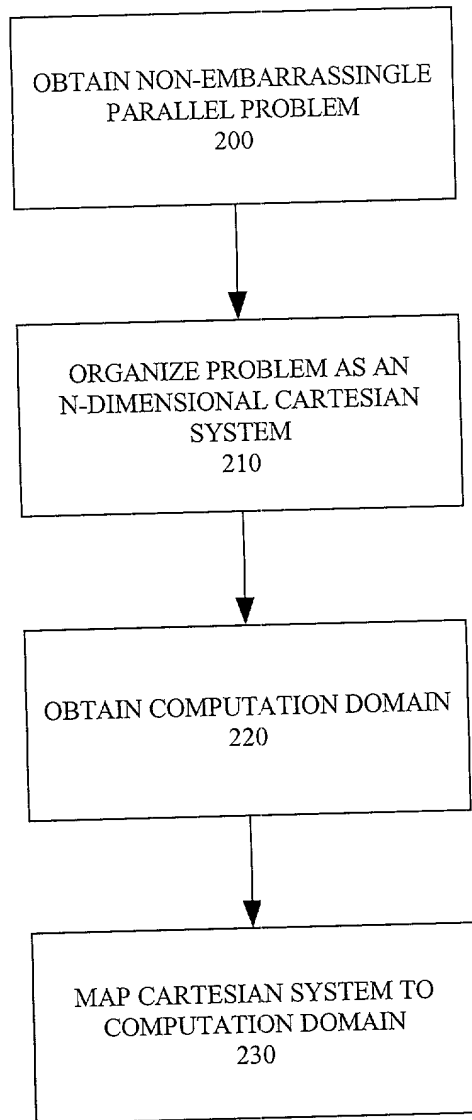 OBTAIN NON-EMBARRASSINGLE
PARALLEL PROBLEM
200
ORGANIZE PROBLEM AS AN
N-DIMENSIONAL CARTESIAN
SYSTEM
210
OBTAIN COMPUTATION DOMAIN
220
MAP CARTESIAN SYSTEM TO
COMPUTATION DOMAIN
230